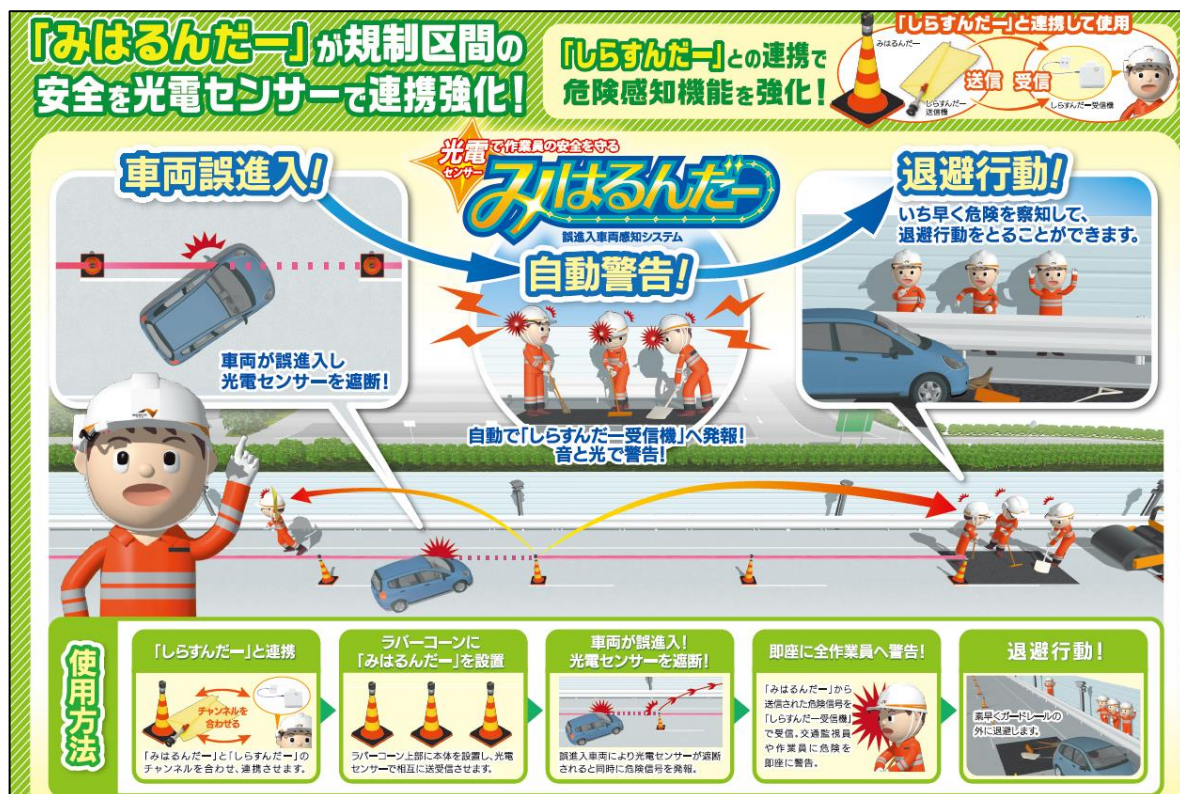 「みはるんだー」が規制区間の
安全を光電センサーで連携強化！
「しらすんだー」との連携で
危険感知機能を強化！
「しらすんだー」と連携して使用
みはるんだー
しらすんだー
送信機
送信
受信
しらすんだー受信機
車両誤進入！
車両が誤進入し
光電センサーを遮断！
光電で作業員の安全を守る
センサー
みはるんだー
誤進入車両感知システム
自動警告！
自動で「しらすんだー受信機」へ発報！
音と光で警告！
退避行動！
いち早く危険を察知して、
退避行動をとることができます。
使用方法
「しらすんだー」と連携
チャンネルを
合わせる
「みはるんだー」と「しらすんだー」の
チャンネルを合わせ、連携させます。
ラバーコーンに
「みはるんだー」を設置
ラバーコーン上部に本体を設置し、光電
センサーで相互に送受信させます。
車両が誤進入！
光電センサーを遮断！
誤進入車両により光電センサーが遮断
されると同時に危険信号を発報。
即座に全作業員へ警告！
「みはるんだー」から
送信された危険信号を
「しらすんだー受信機」
で受信。交通監視員
や作業員に危険を
即座に警告。
退避行動！
素早くガードレールの
外に退避します。